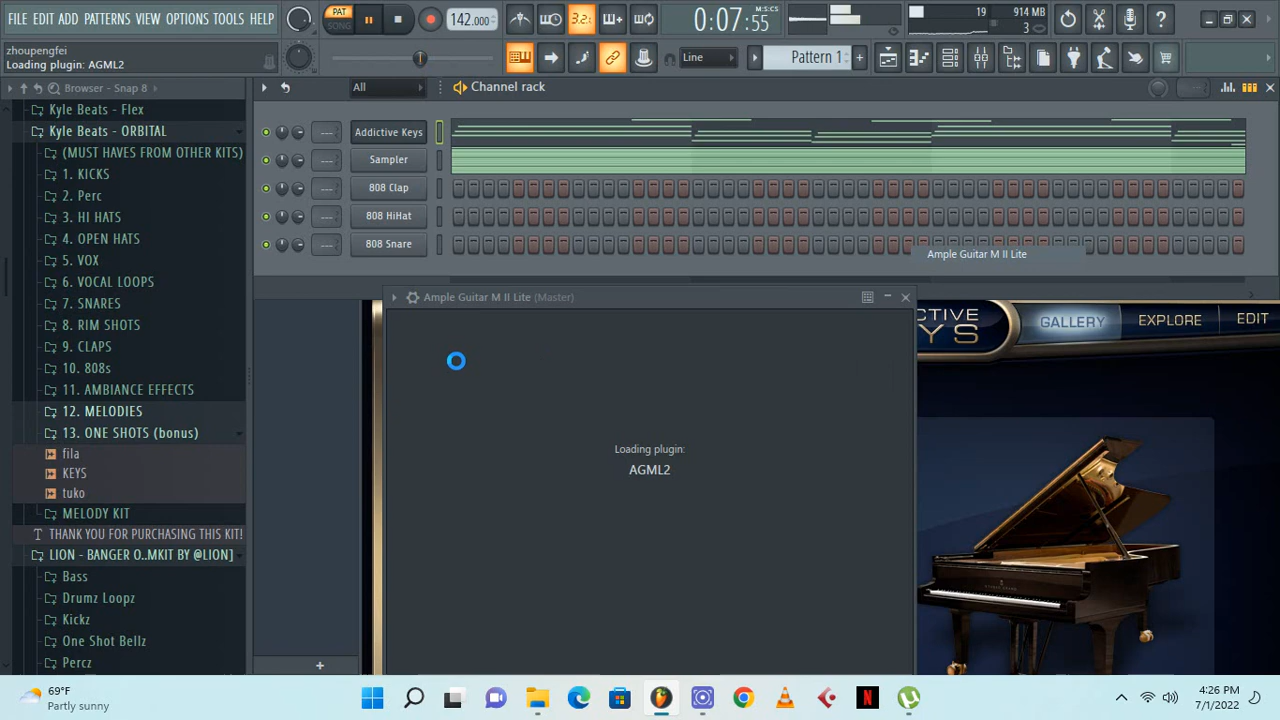 FILE EDIT ADD PATTERNS VIEW OPTIONS TOOLS HELP
PAT
SONG
142.000
3.2
0:07:55
M:S:CS
19
914 MB
3
zhoupengfei
Loading plugin: AGML2
Line
Pattern 1
Browser - Snap 8
All
Channel rack
Kyle Beats - Flex
Kyle Beats - ORBITAL
(MUST HAVES FROM OTHER KITS)
1. KICKS
2. Perc
3. HI HATS
4. OPEN HATS
5. VOX
6. VOCAL LOOPS
7. SNARES
8. RIM SHOTS
9. CLAPS
10. 808s
11. AMBIANCE EFFECTS
12. MELODIES
13. ONE SHOTS (bonus)
fila
KEYS
tuko
MELODY KIT
THANK YOU FOR PURCHASING THIS KIT!
LION - BANGER O..MKIT BY @LION]
Bass
Drumz Loopz
Kickz
One Shot Bellz
Percz
Addictive Keys
Sampler
808 Clap
808 HiHat
808 Snare
Ample Guitar M II Lite
Ample Guitar M II Lite (Master)
Loading plugin:
AGML2
CTIVE
YS
GALLERY
EXPLORE
EDIT
69°F
Partly sunny
N
4:26 PM
7/1/2022